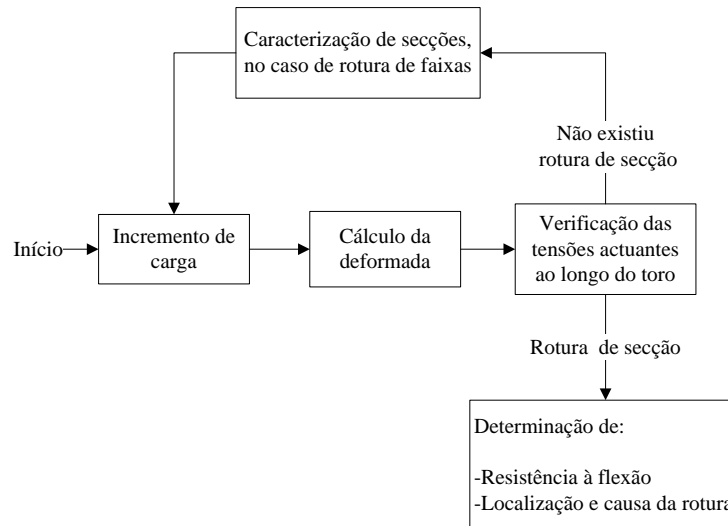 Caracterização de secções,
no caso de rotura de faixas
Não existiu
rotura de secção
Início
Incremento de
carga
Cálculo da
deformada
Verificação das
tensões actuantes
ao longo do toro
Rotura de secção
Determinação de:
-Resistência à flexão
-Localização e causa da rotura